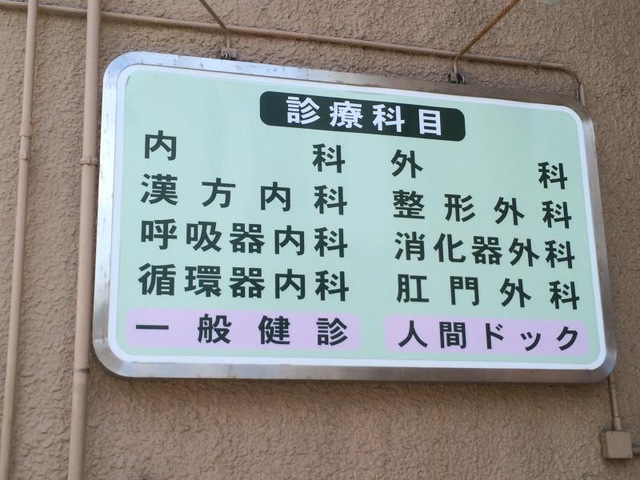 診療科目
内科
漢方内科
呼吸器内科
循環器内科
一般健診
外科
整形外科
消化器外科
肛門外科
人間ドック